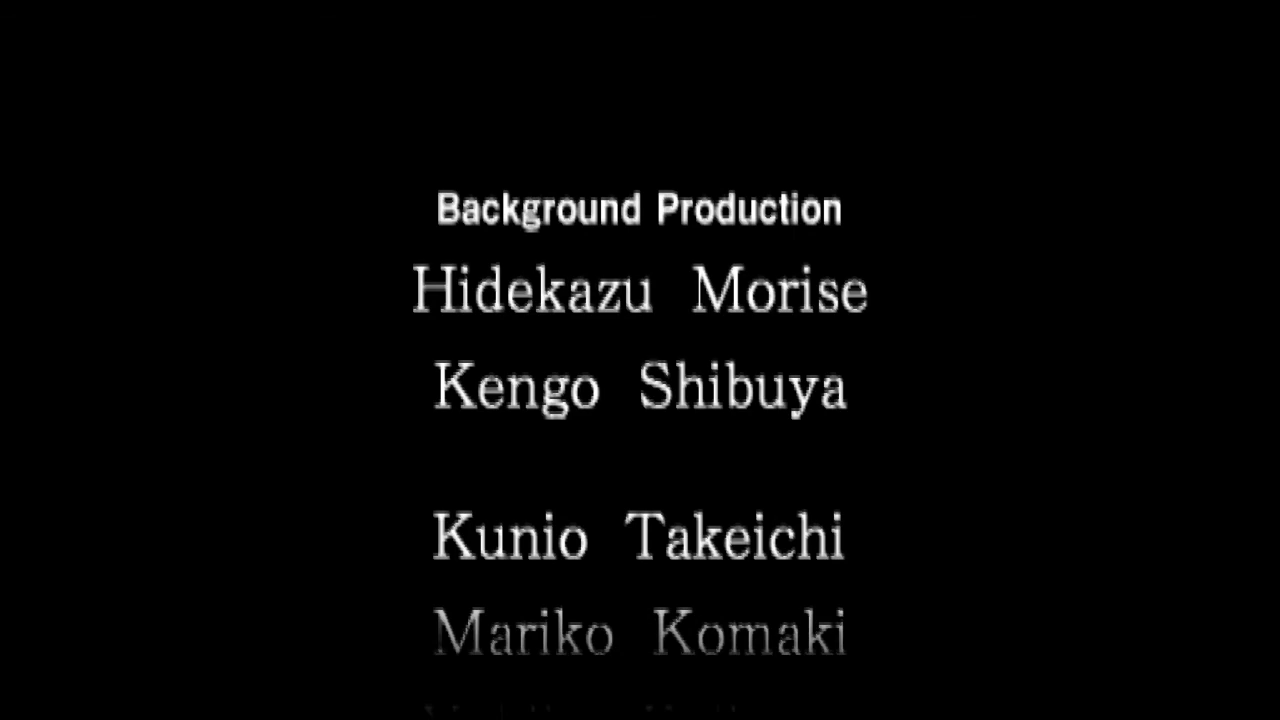 Background Production
Hidekazu Morise
Kengo Shibuya
Kunio Takeichi
Mariko Komaki